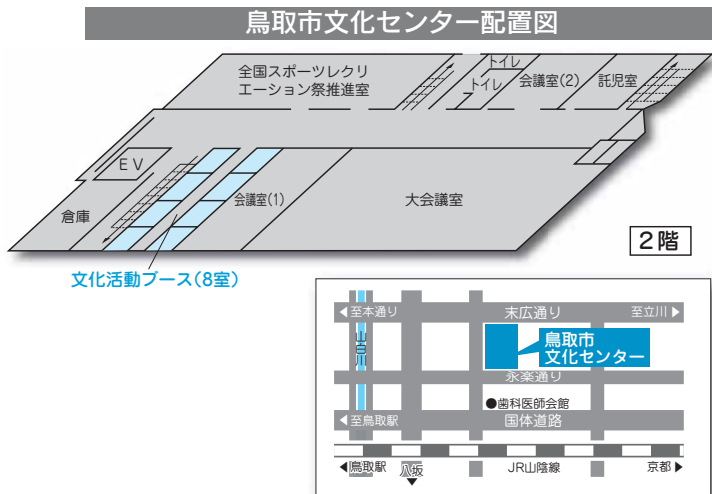 鳥取市文化センター配置図
全国スポーツレクリ
エーション祭推進室
トイレ
トイレ
会議室(2)
託児室
EV
倉庫
会議室(1)
大会議室
2階
文化活動ブース(8室)
◀至本通り
末広通り
至立川▶
山白川
鳥取市
文化センター
永楽通り
●歯科医師会館
◀至鳥取駅
国体道路
◀鳥取駅
八坂
▼
JR山陰線
京都▶